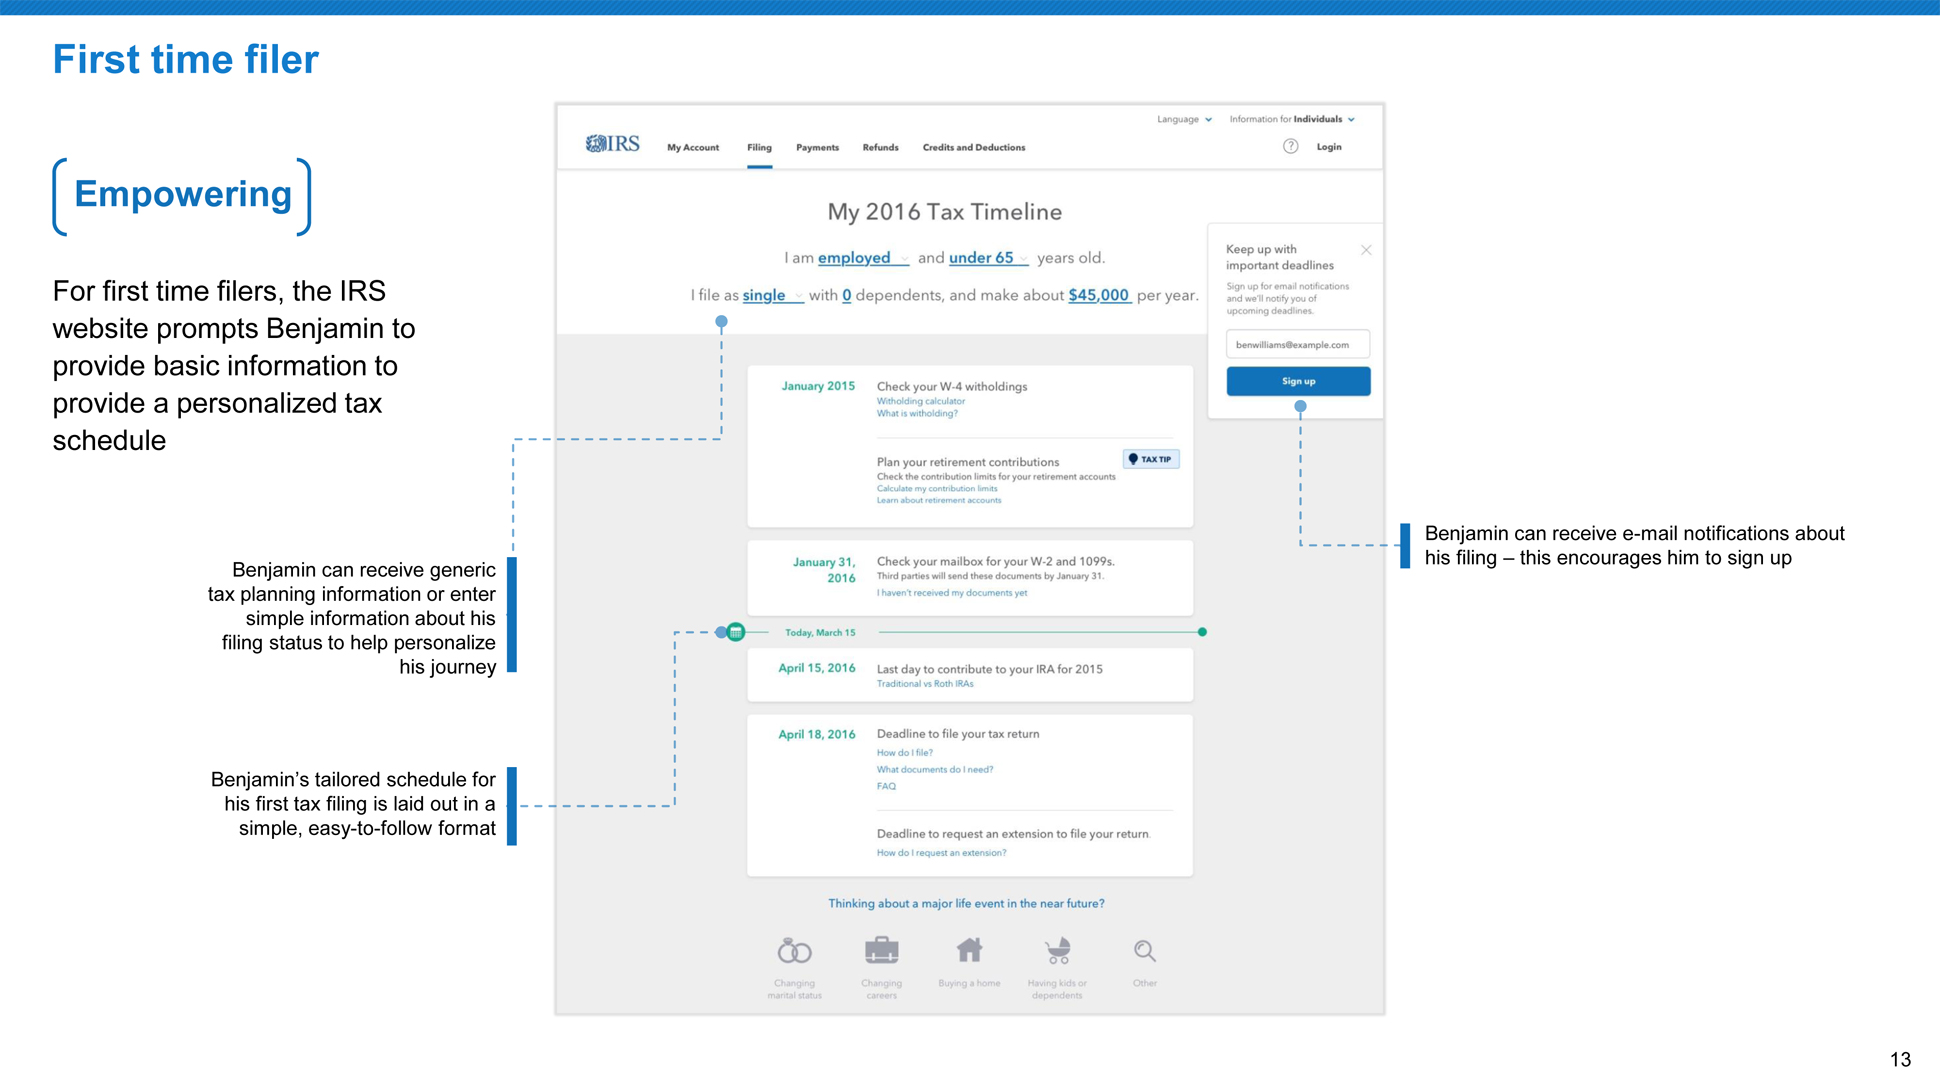 First time filer
Empowering
For first time filers, the IRS
website prompts Benjamin to
provide basic information to
provide a personalized tax
schedule
Benjamin can receive generic
tax planning information or enter
simple information about his
filing status to help personalize
his journey
Benjamin’s tailored schedule for
his first tax filing is laid out in a
simple, easy-to-follow format
Language
Information for Individuals
IRS
My Account
Filing
Payments
Refunds
Credits and Deductions
?
Login
My 2016 Tax Timeline
I am employed and under 65 years old.
I file as single with 0 dependents, and make about $45,000 per year.
Keep up with
important deadlines
Sign up for email notifications
and we'll notify you of
upcoming deadlines.
benwilliams@example.com
Sign up
January 2015
Check your W-4 witholdings
Witholding calculator
What is witholding?
Plan your retirement contributions
TAX TIP
Check the contribution limits for your retirement accounts
Calculate my contribution limits
Learn about retirement accounts
January 31,
2016
Check your mailbox for your W-2 and 1099s.
Third parties will send these documents by January 31.
I haven't received my documents yet
Today, March 15
April 15, 2016
Last day to contribute to your IRA for 2015
Traditional vs Roth IRAs
April 18, 2016
Deadline to file your tax return
How do I file?
What documents do I need?
FAQ
Deadline to request an extension to file your return.
How do I request an extension?
Thinking about a major life event in the near future?
Changing
marital status
Changing
careers
Buying a home
Having kids or
dependents
Other
Benjamin can receive e-mail notifications about
his filing – this encourages him to sign up
13